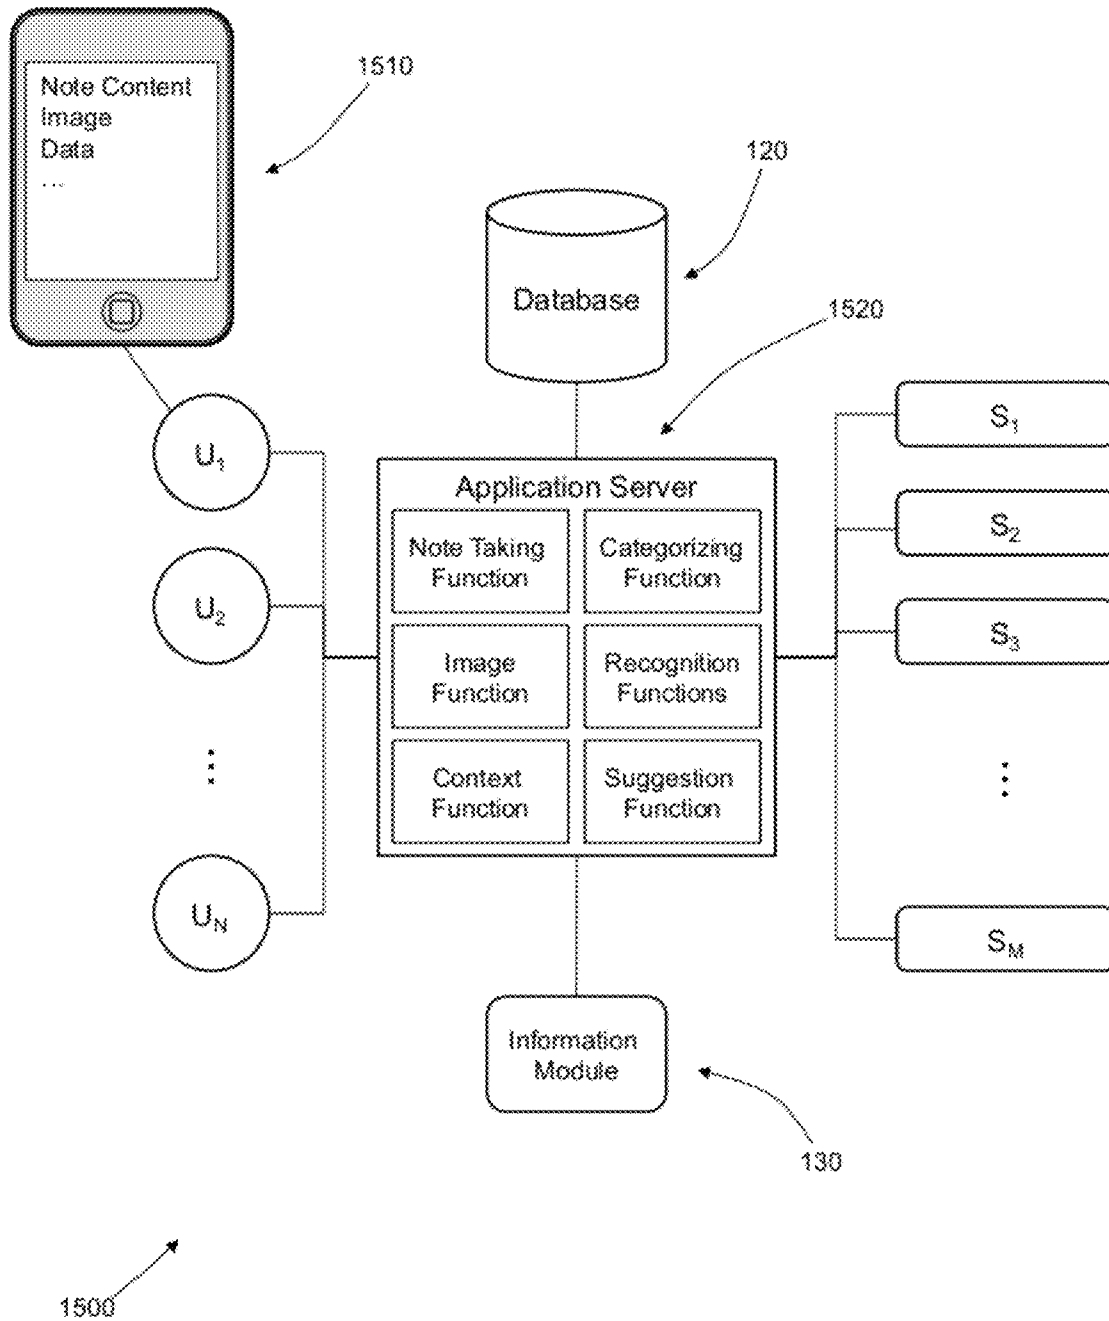 Note Content
Image
Data
...
1510
120
Database
1520
U1
U2
UN
Application Server
Note Taking
Function
Categorizing
Function
Image
Function
Recognition
Functions
Context
Function
Suggestion
Function
S1
S2
S3
SM
Information
Module
130
1500